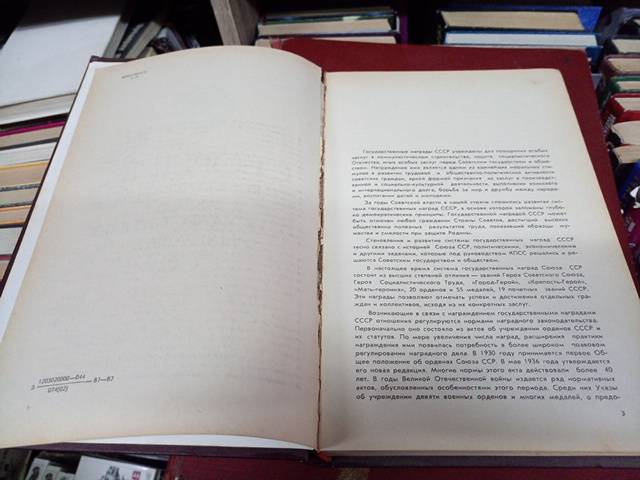 1203020000—044
Э ——— 87—87
074(02)
Государственные награды СССР учреждены для поощрения особых
заслуг в коммунистическом строительстве, защите социалистического
Отечества, иных особых заслуг перед Советским государством и обще-
ством. Награждение ими является одним из важнейших моральных сти-
мулов в развитии трудовой и общественно-политической активности
советских граждан, яркой формой признания их заслуг в производст-
венной и социально-культурной деятельности, выполнении воинского
и интернационального долга, борьбе за мир и дружбу между народа-
ми, воспитании детей и молодежи.
За годы Советской власти в нашей стране сложилась развитая сис-
тема государственных наград СССР, в основе которой заложены глубо-
ко демократические принципы. Государственной наградой СССР может
быть отмечен любой гражданин Страны Советов, достигший высоких
общественно полезных результатов труда, показавший образцы му-
жества и смелости при защите Родины.
Становление и развитие системы государственных наград СССР
тесно связано с историей Союза ССР, политическими, экономическими
и другими задачами, которые под руководством КПСС решались и ре-
шаются Советским государством и обществом.
В настоящее время система государственных наград Союза ССР
состоит из высших степеней отличия — званий Героя Советского Союза,
Героя Социалистического Труда, «Город-Герой», «Крепость-Герой»,
«Мать-героиня», 20 орденов и 55 медалей, 19 почетных званий СССР.
Эти награды позволяют отмечать успехи и достижения отдельных граж-
дан и коллективов, исходя из их конкретных заслуг.
Возникающие в связи с награждением государственными наградами
СССР отношения регулируются нормами наградного законодательства.
Первоначально оно состояло из актов об учреждении орденов СССР и
их статутов. По мере увеличения числа наград, расширения практики
награждения ими появилась потребность в более широком правовом
регулировании наградного дела. В 1930 году принимается первое Об-
щее положение об орденах Союза ССР. В мае 1936 года утверждается
его новая редакция. Многие нормы этого акта действовали более 40
лет. В годы Великой Отечественной войны издается ряд нормативных
актов, обусловленных особенностями этого периода. Среди них Указы
об учреждении девяти военных орденов и многих медалей, о предо-
3